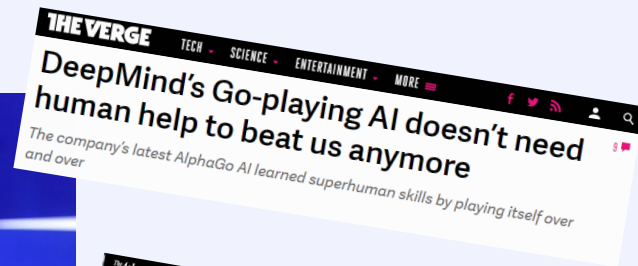 THE VERGE TECH SCIENCE ENTERTAINMENT MORE
DeepMind's Go-playing AI doesn't need
human help to beat us anymore
9
The company's latest AlphaGo AI learned superhuman skills by playing itself over
and over